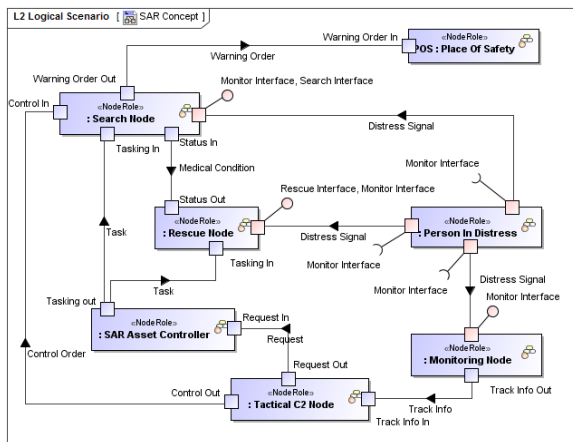 L2 Logical Scenario [ SAR Concept ]
Warning Order In
Warning Order
«NodeRole»
POS : Place Of Safety
Warning Order Out
Monitor Interface, Search Interface
Control In
«NodeRole»
: Search Node
Distress Signal
Tasking In
Status In
Medical Condition
Monitor Interface
Rescue Interface, Monitor Interface
Status Out
«NodeRole»
: Rescue Node
«NodeRole»
: Person In Distress
Task
Distress Signal
Tasking In
Monitor Interface
Monitor Interface
Distress Signal
Task
Monitor Interface
Tasking out
Request In
«NodeRole»
: SAR Asset Controller
Request
«NodeRole»
: Monitoring Node
Control Order
Request Out
Control Out
«NodeRole»
: Tactical C2 Node
Track Info Out
Track Info
Track Info In